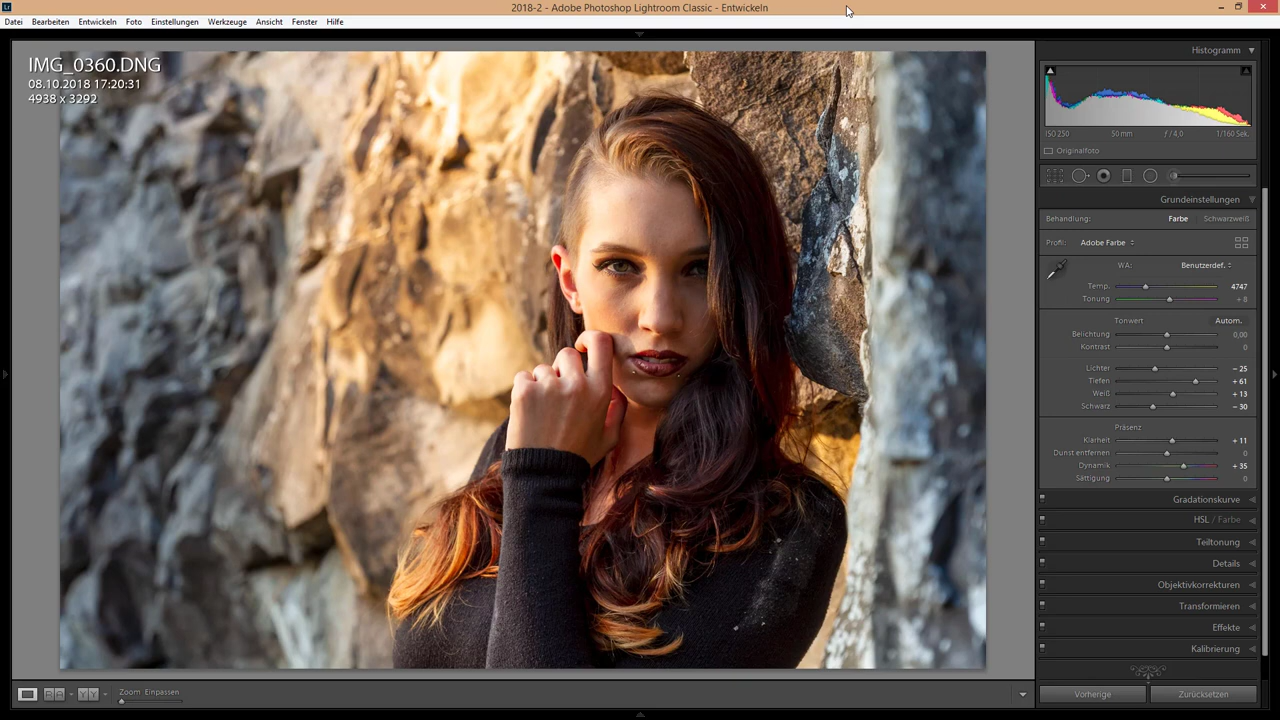 Lr 2018-2 - Adobe Photoshop Lightroom Classic - Entwickeln
Datei Bearbeiten Entwickeln Foto Einstellungen Werkzeuge Ansicht Fenster Hilfe
IMG_0360.DNG
08.10.2018 17:20:31
4938 x 3292
Histogramm
ISO 250 50 mm ƒ / 4,0 1/160 Sek.
Originalfoto
Grundeinstellungen
Behandlung: Farbe Schwarzweiß
Profil: Adobe Farbe
WA: Benutzerdef.
Temp. 4747
Tonung + 8
Tonwert Autom.
Belichtung 0,00
Kontrast 0
Lichter − 25
Tiefen + 61
Weiß + 13
Schwarz − 30
Präsenz
Klarheit + 11
Dunst entfernen 0
Dynamik + 35
Sättigung 0
Gradationskurve
HSL / Farbe
Teiltonung
Details
Objektivkorrekturen
Transformieren
Effekte
Kalibrierung
Zoom Einpassen
Vorherige Zurücksetzen